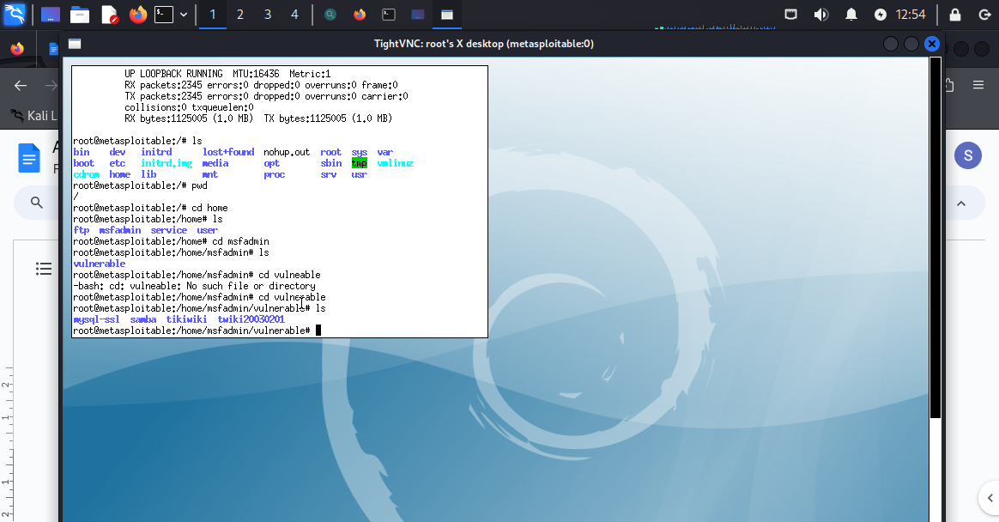 1 2 3 4 12:54
TightVNC: root's X desktop (metasploitable:0)
Kali L
S
UP LOOPBACK RUNNING  MTU:16436  Metric:1
RX packets:2345 errors:0 dropped:0 overruns:0 frame:0
TX packets:2345 errors:0 dropped:0 overruns:0 carrier:0
collisions:0 txqueuelen:0
RX bytes:1125005 (1.0 MB)  TX bytes:1125005 (1.0 MB)
root@metasploitable:/# ls
bin dev initrd lost+found nohup.out root sys var
boot etc initrd.img media opt sbin tmp vmlinuz
cdrom home lib mnt proc srv usr
root@metasploitable:/# pwd
/
root@metasploitable:/# cd home
root@metasploitable:/home# ls
ftp msfadmin service user
root@metasploitable:/home# cd msfadmin
root@metasploitable:/home/msfadmin# ls
vulnerable
root@metasploitable:/home/msfadmin# cd vulneable
-bash: cd: vulneable: No such file or directory
root@metasploitable:/home/msfadmin# cd vulnerable
root@metasploitable:/home/msfadmin/vulnerable# ls
mysql-ssl samba tikiwiki twiki20030201
root@metasploitable:/home/msfadmin/vulnerable#
2
1
1
2